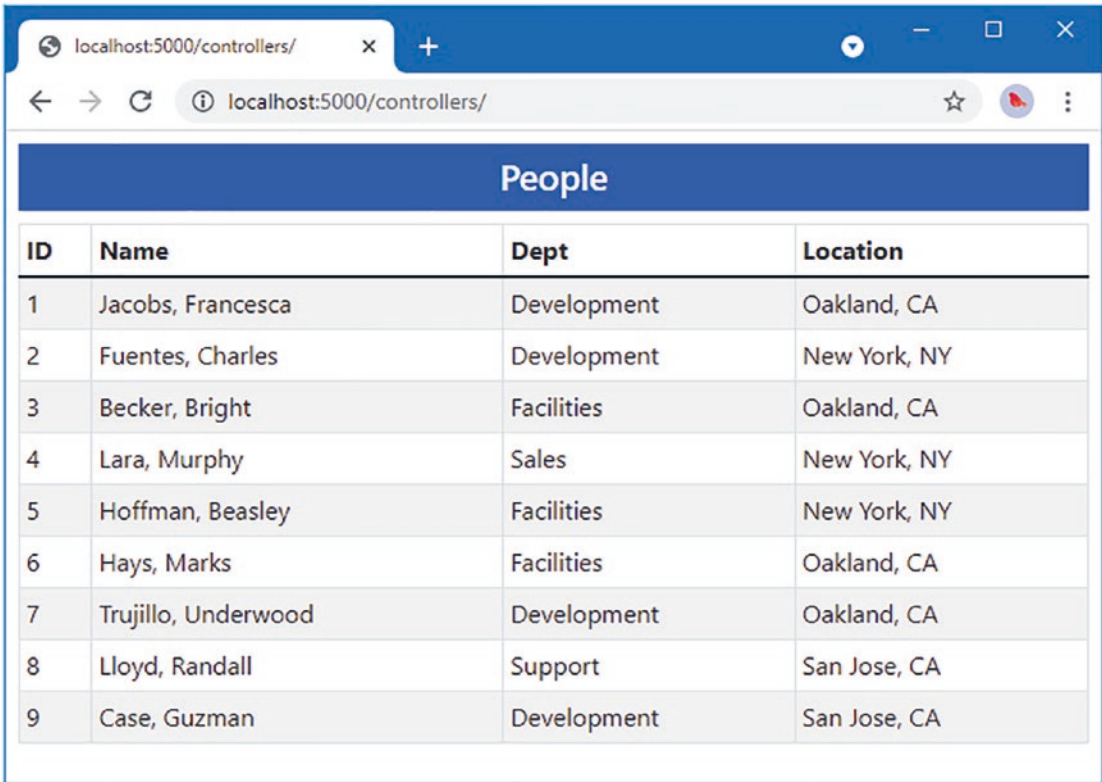 localhost:5000/controllers/
localhost:5000/controllers/
People
ID Name Dept Location
1 Jacobs, Francesca Development Oakland, CA
2 Fuentes, Charles Development New York, NY
3 Becker, Bright Facilities Oakland, CA
4 Lara, Murphy Sales New York, NY
5 Hoffman, Beasley Facilities New York, NY
6 Hays, Marks Facilities Oakland, CA
7 Trujillo, Underwood Development Oakland, CA
8 Lloyd, Randall Support San Jose, CA
9 Case, Guzman Development San Jose, CA